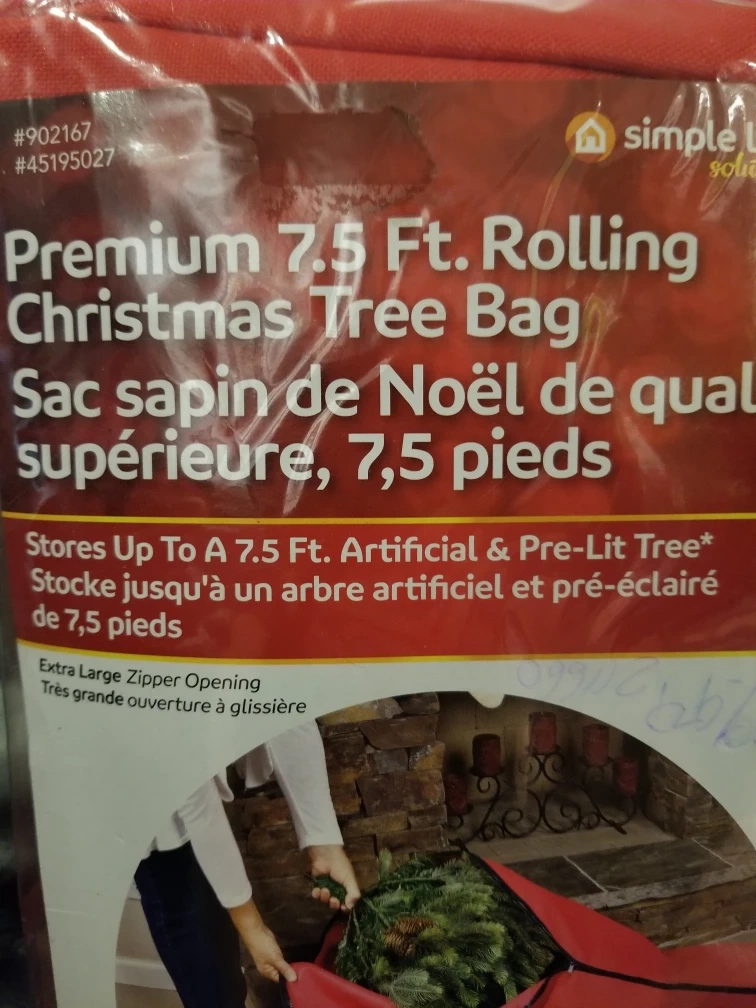 #902167
#45195027
simple
Premium 7.5 Ft. Rolling
Christmas Tree Bag
Sac sapin de Noël de
supérieure, 7,5 pieds
Stores Up To A 7.5 Ft. Artificial & Pre-Lit Tree*
Stocke jusqu'à un arbre artificiel et pré-éclairé
de 7,5 pieds
Extra Large Zipper Opening
Très grande ouverture à glissière